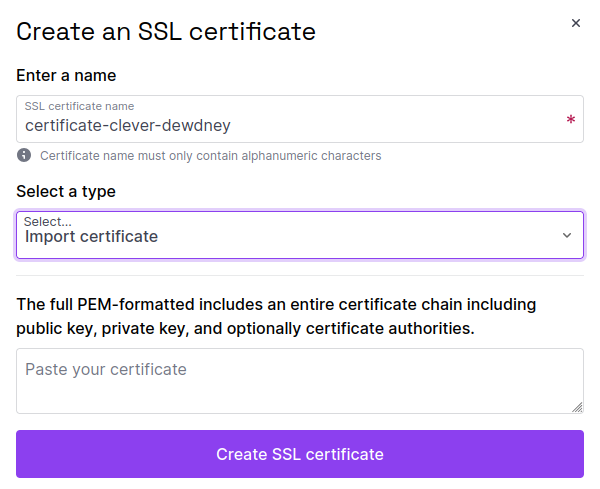 Create an SSL certificate
Enter a name
SSL certificate name
certificate-clever-dewdney
*
Certificate name must only contain alphanumeric characters
Select a type
Select...
Import certificate
The full PEM-formatted includes an entire certificate chain including
public key, private key, and optionally certificate authorities.
Paste your certificate
Create SSL certificate